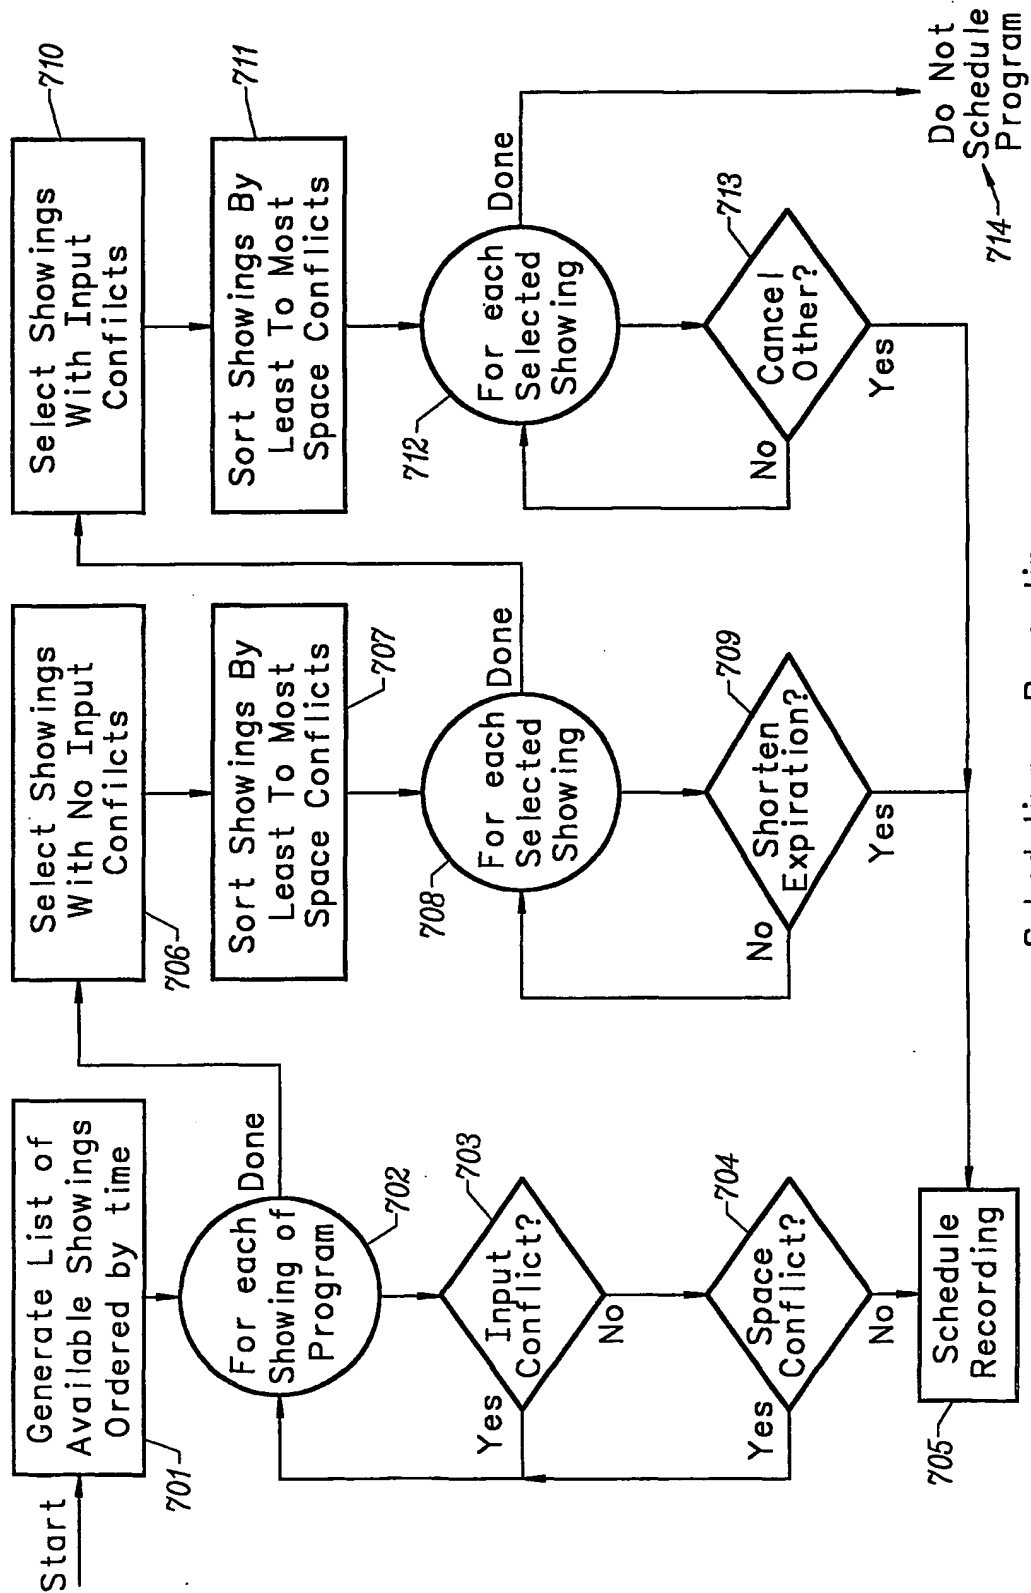 Start
Generate List of
Available Showings
Ordered by time
701
For each
Showing of
Program
Done
702
Input
Conflict?
703
Yes
No
Space
Conflict?
704
Yes
No
Schedule
Recording
705
Select Showings
With No Input
Confilcts
706
Sort Showings By
Least To Most
Space Conflicts
707
For each
Selected
Showing
Done
708
Shorten
Expiration?
709
No
Yes
Select Showings
With Input
Confilcts
710
Sort Showings By
Least To Most
Space Conflicts
711
For each
Selected
Showing
Done
712
Cancel
Other?
713
No
Yes
Do Not
Schedule
Program
714